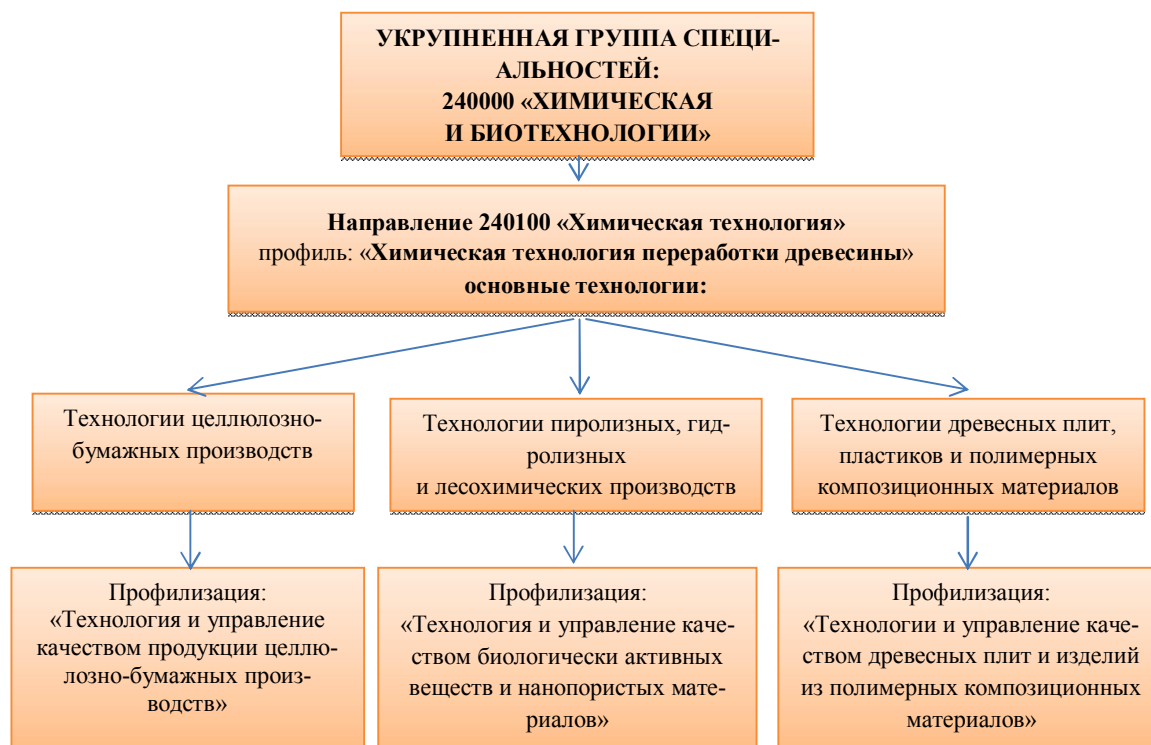 УКРУПНЕННАЯ ГРУППА СПЕЦИ-
АЛЬНОСТЕЙ:
240000 «ХИМИЧЕСКАЯ
И БИОТЕХНОЛОГИИ»
Направление 240100 «Химическая технология»
профиль: «Химическая технология переработки древесины»
основные технологии:
Технологии целлюлозно-
бумажных производств
Технологии пиролизных, гид-
ролизных
и лесохимических производств
Технологии древесных плит,
пластиков и полимерных
композиционных материалов
Профилизация:
«Технология и управление
качеством продукции целлю-
лозно-бумажных произ-
водств»
Профилизация:
«Технология и управление каче-
ством биологически активных
веществ и нанопористых мате-
риалов»
Профилизация:
«Технологии и управление каче-
ством древесных плит и изделий
из полимерных композиционных
материалов»